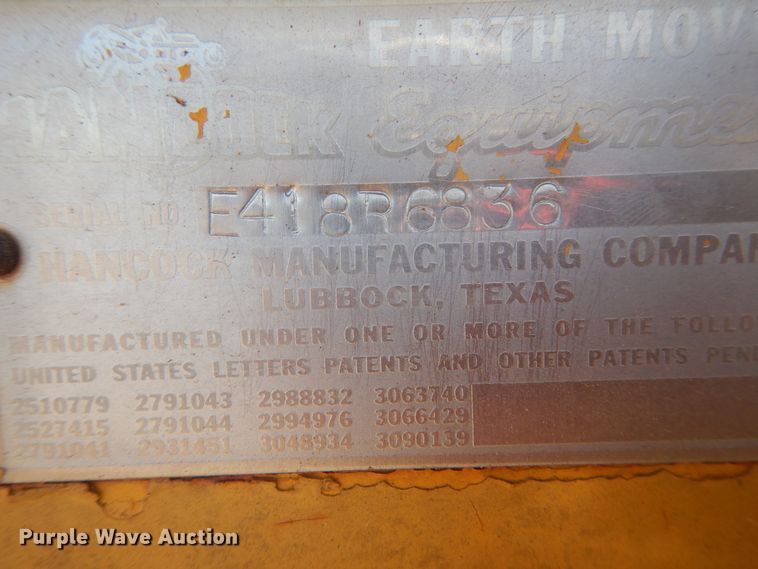 EARTH MOV
HANCOCK Equipme
SERIAL NO. E418R6836
HANCOCK MANUFACTURING COMPAN
LUBBOCK, TEXAS
MANUFACTURED UNDER ONE OR MORE OF THE FOLLO
UNITED STATES LETTERS PATENTS AND OTHER PATENTS PEND
2510779 2791043 2988832 3063740
2527415 2791044 2994976 3066429
2791041 2931451 3048934 3090139
Purple Wave Auction